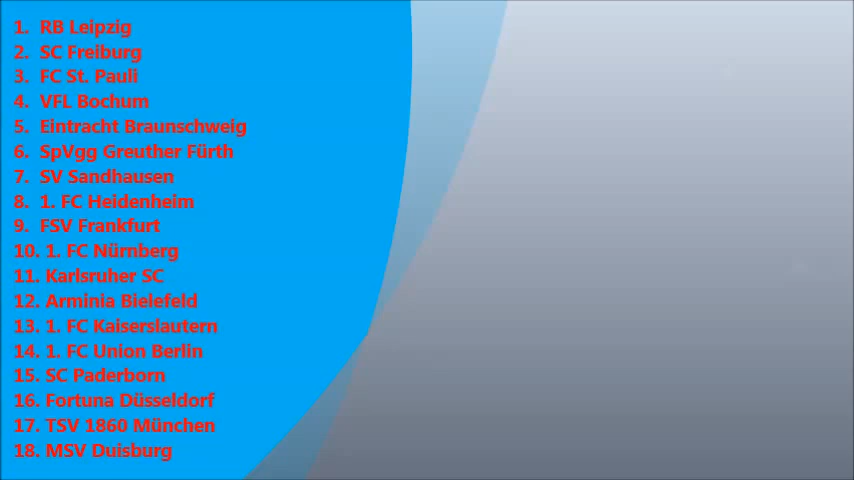 1. RB Leipzig
2. SC Freiburg
3. FC St. Pauli
4. VFL Bochum
5. Eintracht Braunschweig
6. SpVgg Greuther Fürth
7. SV Sandhausen
8. 1. FC Heidenheim
9. FSV Frankfurt
10. 1. FC Nürnberg
11. Karlsruher SC
12. Arminia Bielefeld
13. 1. FC Kaiserslautern
14. 1. FC Union Berlin
15. SC Paderborn
16. Fortuna Düsseldorf
17. TSV 1860 München
18. MSV Duisburg